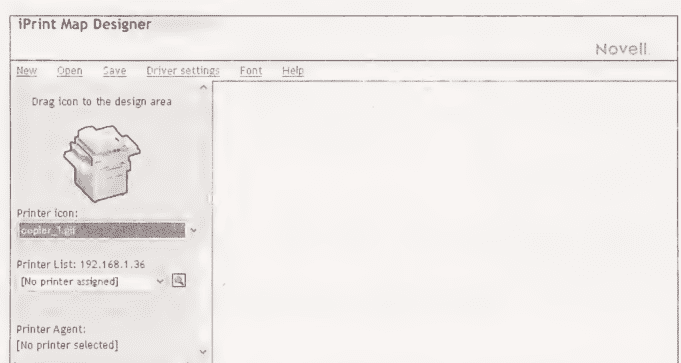 iPrint Map Designer
Novell
New Open Save Driver settings Font Help
Drag icon to the design area
Printer icon:
copier_1.gif
Printer List: 192.168.1.36
[No printer assigned]
Printer Agent:
[No printer selected]